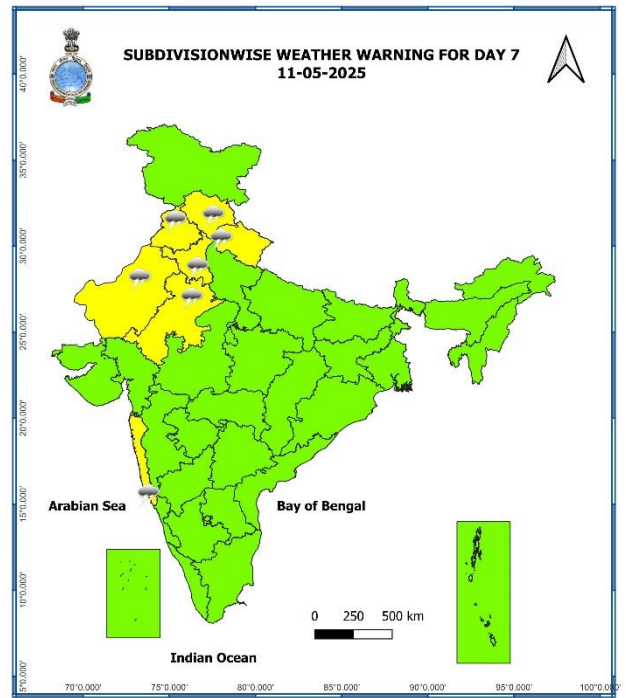 SUBDIVISIONWISE WEATHER WARNING FOR DAY 7
11-05-2025
40°0.000'
35°0.000'
30°0.000'
25°0.000'
20°0.000'
15°0.000'
10°0.000'
5°0.000'
Arabian Sea
Bay of Bengal
0 250 500 km
Indian Ocean
70°0.000' 75°0.000' 80°0.000' 85°0.000' 90°0.000' 95°0.000' 100°0.000'